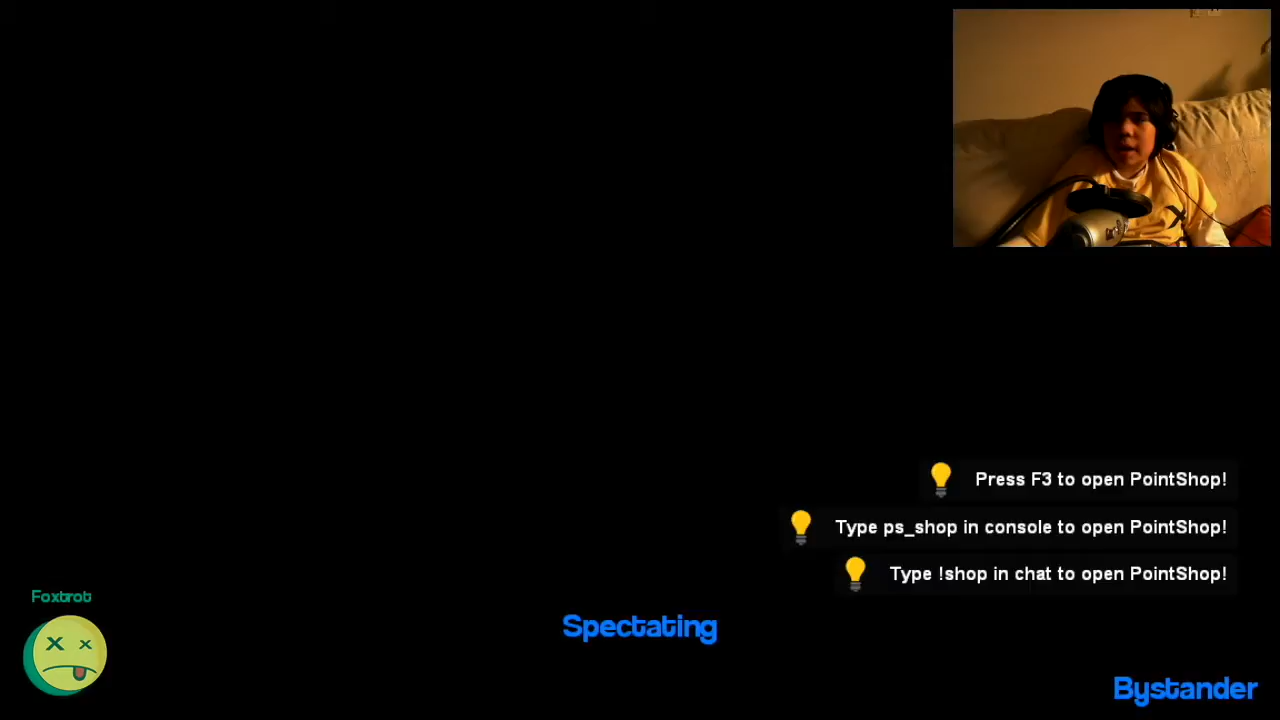 Press F3 to open PointShop!
Type ps_shop in console to open PointShop!
Type !shop in chat to open PointShop!
Foxtrot
Spectating
Bystander